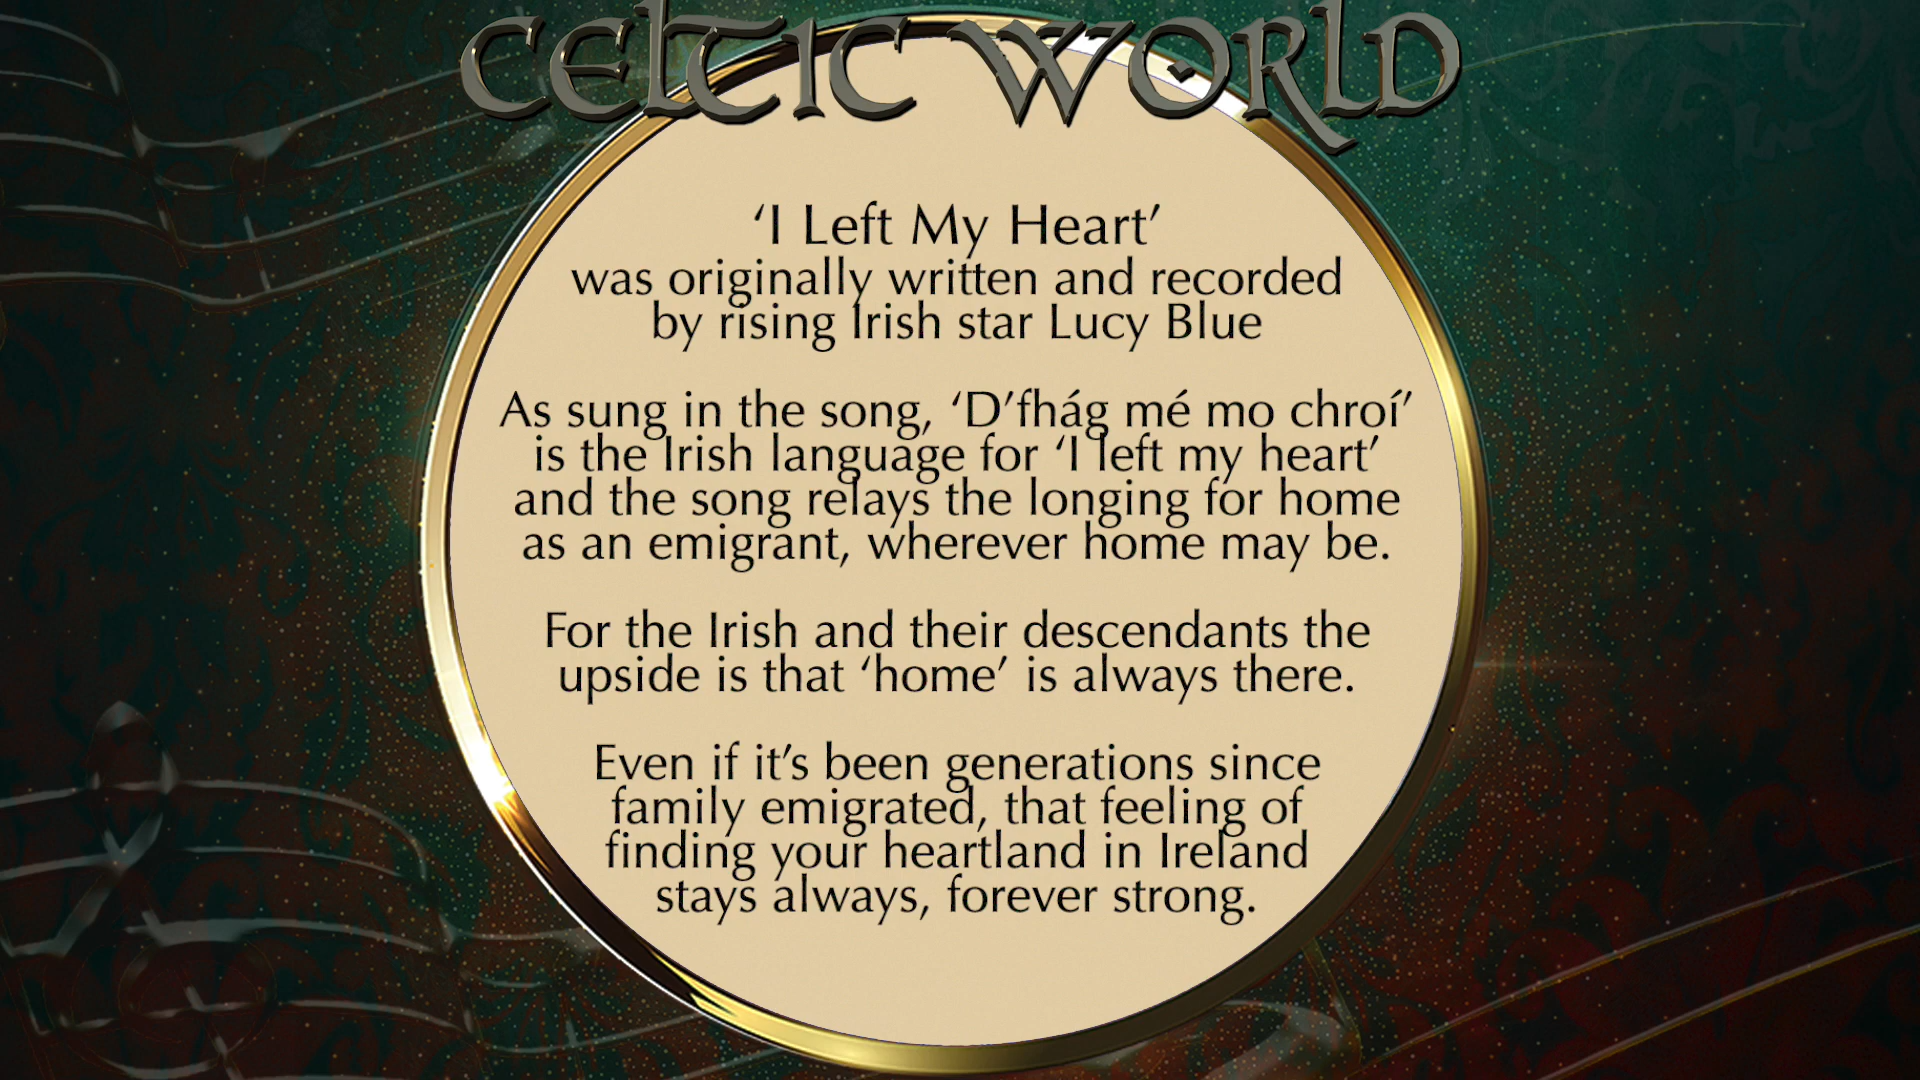 CELTIC WORLD
‘I Left My Heart’
was originally written and recorded
by rising Irish star Lucy Blue
As sung in the song, ‘D’fhág mé mo chroí’
is the Irish language for ‘I left my heart’
and the song relays the longing for home
as an emigrant, wherever home may be.
For the Irish and their descendants the
upside is that ‘home’ is always there.
Even if it’s been generations since
family emigrated, that feeling of
finding your heartland in Ireland
stays always, forever strong.